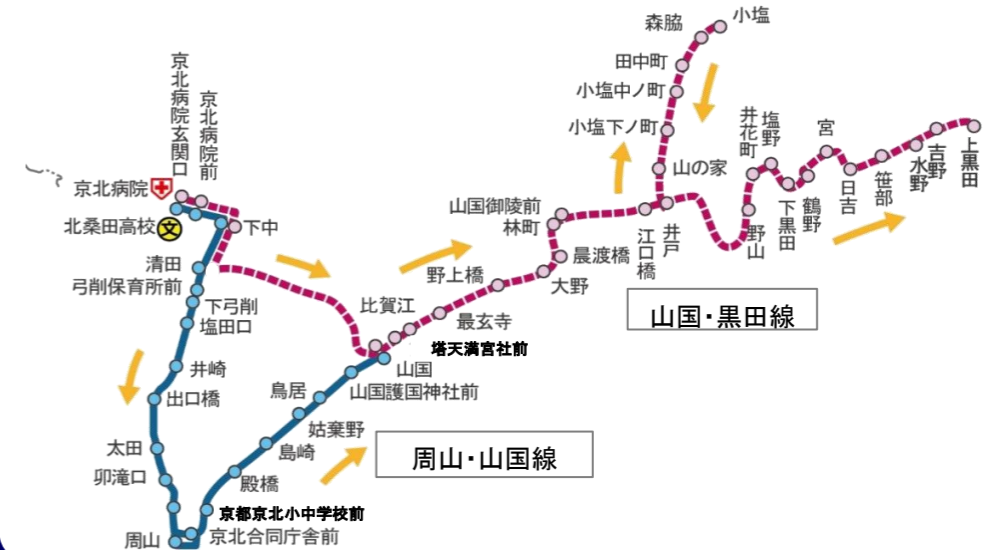 小塩
森脇
田中町
小塩中ノ町
小塩下ノ町
山の家
京北病院玄関口
京北病院前
京北病院
北桑田高校
文
下中
清田
弓削保育所前
下弓削
塩田口
井崎
出口橋
太田
卯滝口
周山
京北合同庁舎前
京都京北小中学校前
殿橋
島崎
姑棄野
鳥居
山国護国神社前
山国
塔天満宮社前
比賀江
最玄寺
野上橋
大野
晨渡橋
林町
山国御陵前
江口橋
井戸
野山
井花町
塩野
下黒田
鶴野
宮
日吉
笹部
水野
吉野
上黒田
山国・黒田線
周山・山国線